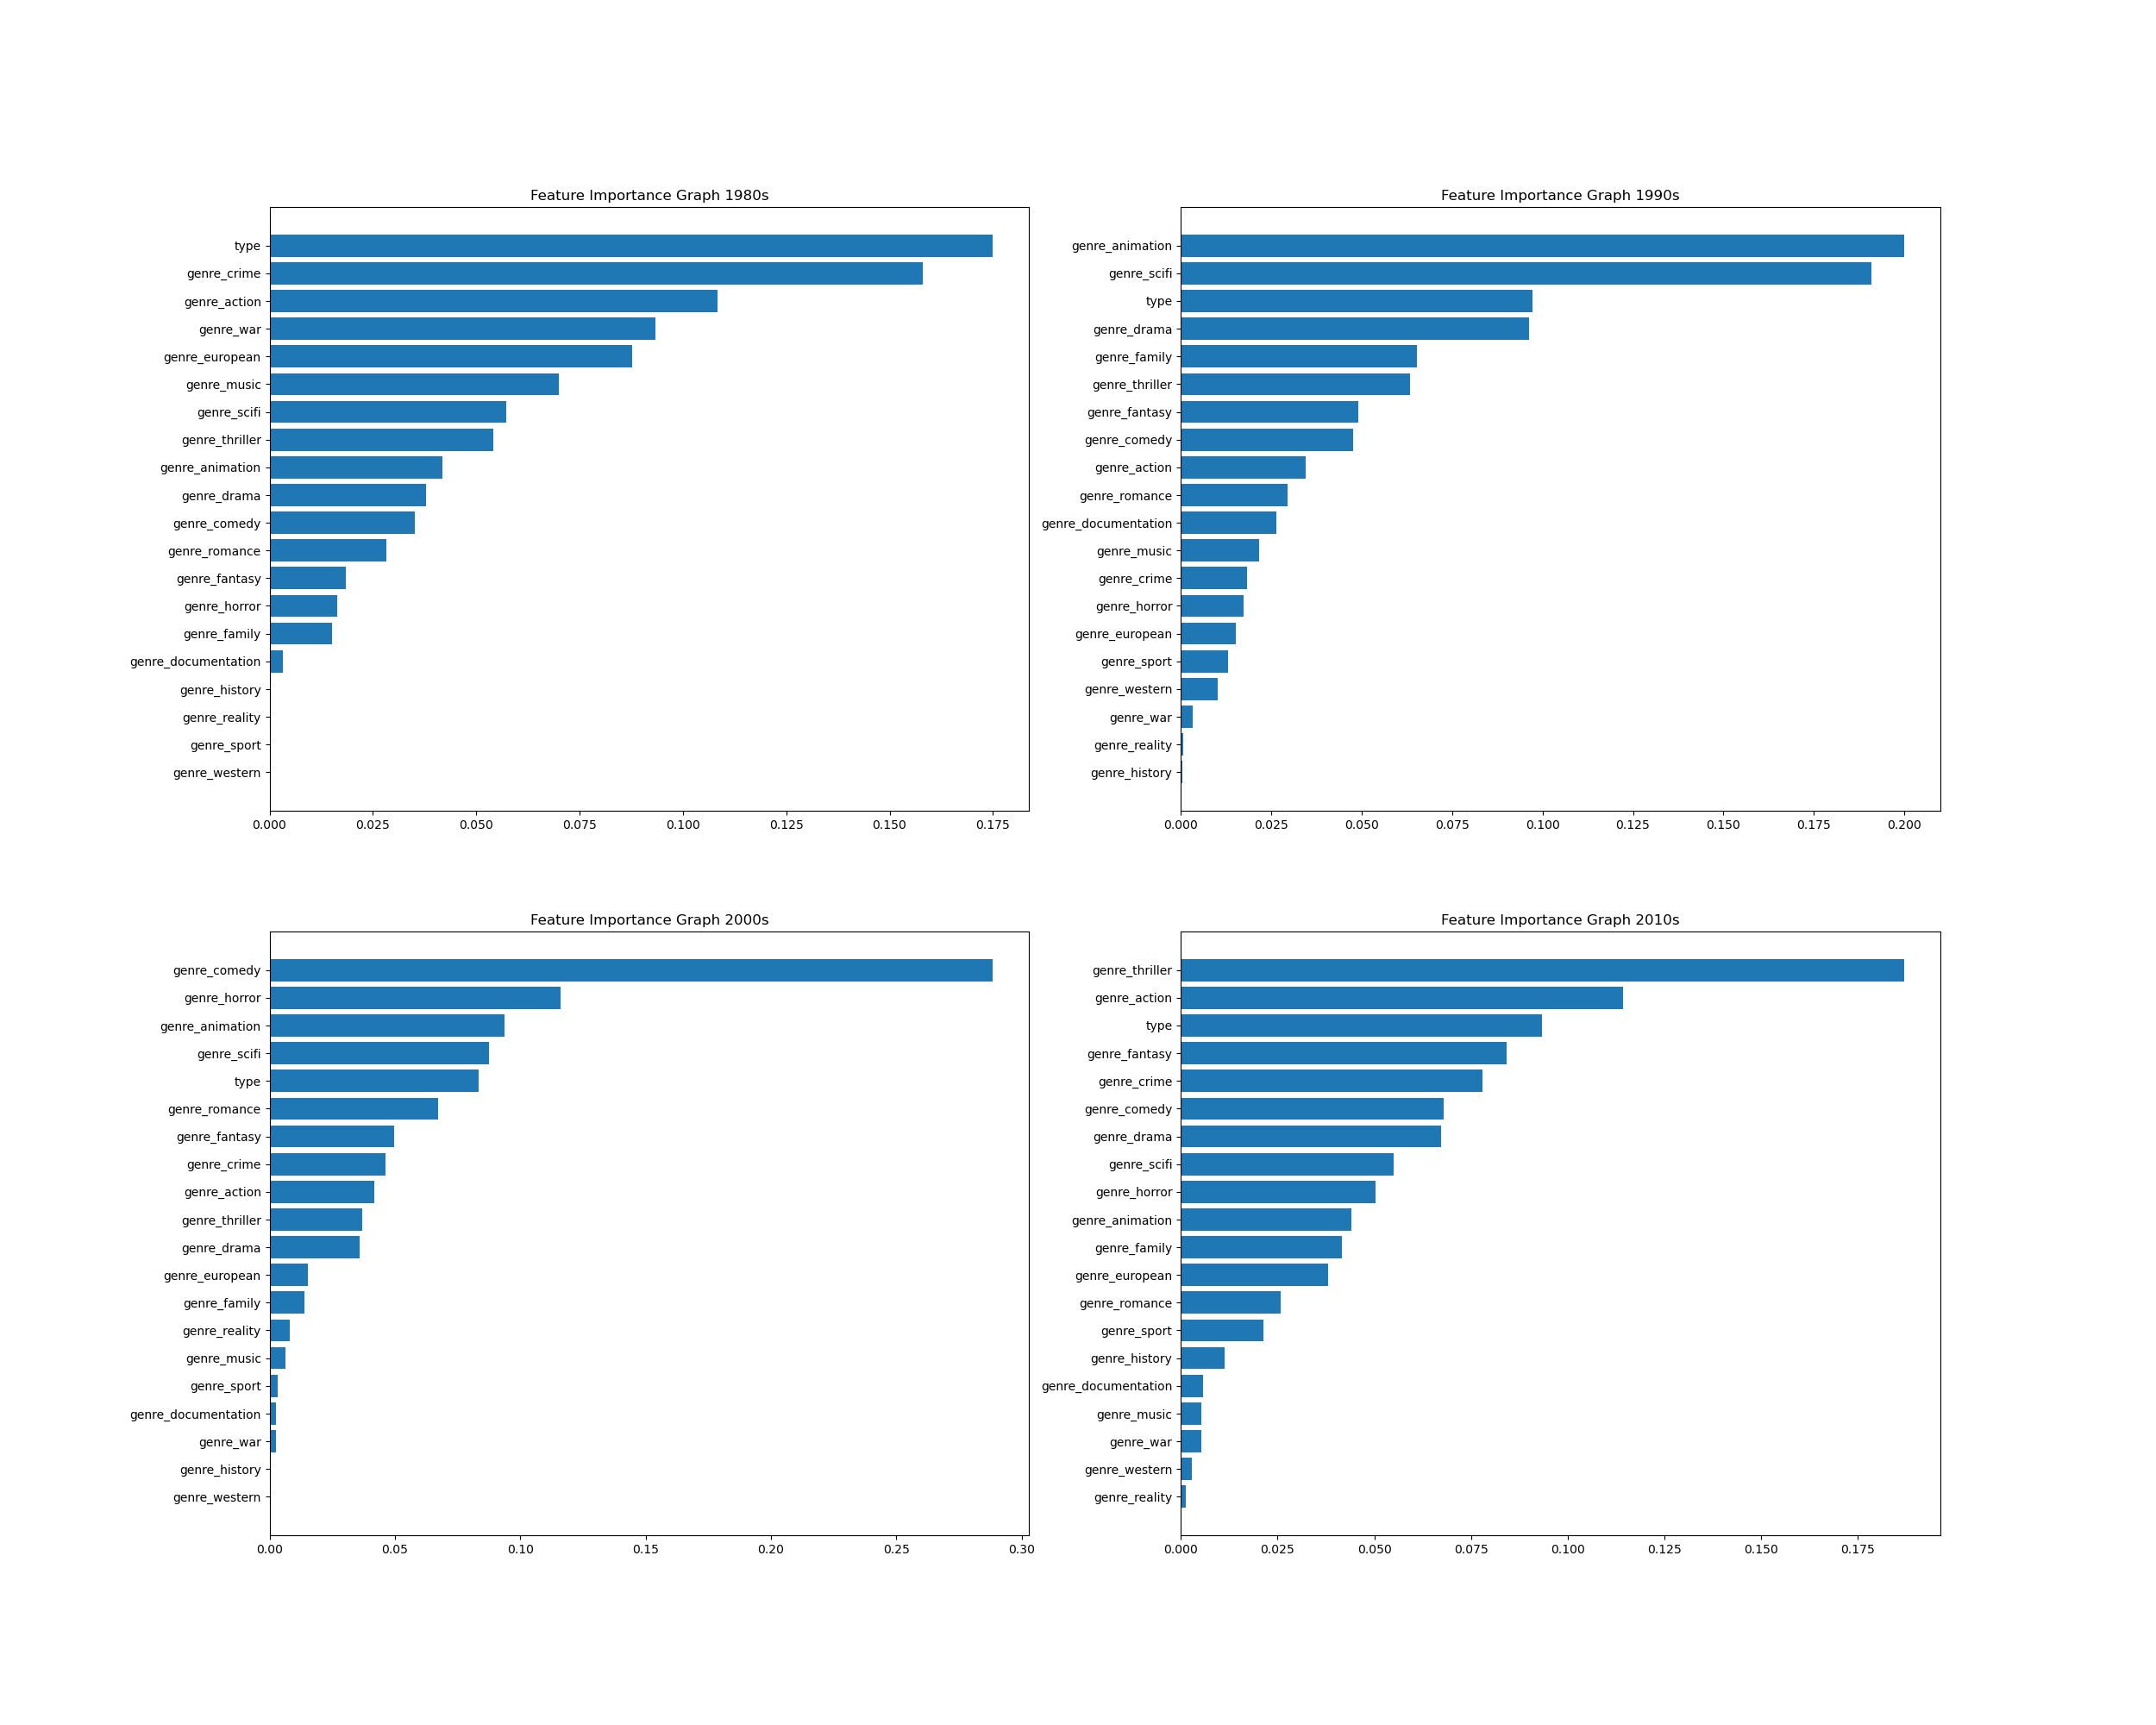 Feature Importance Graph 1980s
type
genre_crime
genre_action
genre_war
genre_european
genre_music
genre_scifi
genre_thriller
genre_animation
genre_drama
genre_comedy
genre_romance
genre_fantasy
genre_horror
genre_family
genre_documentation
genre_history
genre_reality
genre_sport
genre_western
0.000 0.025 0.050 0.075 0.100 0.125 0.150 0.175
Feature Importance Graph 1990s
genre_animation
genre_scifi
type
genre_drama
genre_family
genre_thriller
genre_fantasy
genre_comedy
genre_action
genre_romance
genre_documentation
genre_music
genre_crime
genre_horror
genre_european
genre_sport
genre_western
genre_war
genre_reality
genre_history
0.000 0.025 0.050 0.075 0.100 0.125 0.150 0.175 0.200
Feature Importance Graph 2000s
genre_comedy
genre_horror
genre_animation
genre_scifi
type
genre_romance
genre_fantasy
genre_crime
genre_action
genre_thriller
genre_drama
genre_european
genre_family
genre_reality
genre_music
genre_sport
genre_documentation
genre_war
genre_history
genre_western
0.00 0.05 0.10 0.15 0.20 0.25 0.30
Feature Importance Graph 2010s
genre_thriller
genre_action
type
genre_fantasy
genre_crime
genre_comedy
genre_drama
genre_scifi
genre_horror
genre_animation
genre_family
genre_european
genre_romance
genre_sport
genre_history
genre_documentation
genre_music
genre_war
genre_western
genre_reality
0.000 0.025 0.050 0.075 0.100 0.125 0.150 0.175